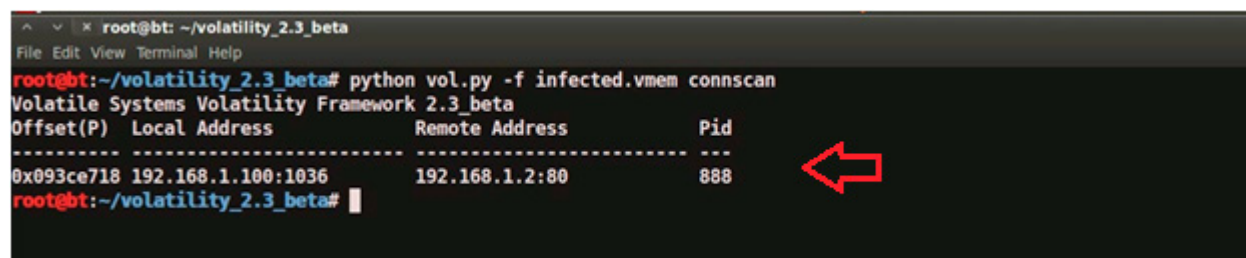 root@bt: ~/volatility_2.3_beta
File Edit View Terminal Help
root@bt:~/volatility_2.3_beta# python vol.py -f infected.vmem connscan
Volatile Systems Volatility Framework 2.3_beta
Offset(P) Local Address Remote Address Pid
---------- ------------------------- ------------------------- ---
0x093ce718 192.168.1.100:1036 192.168.1.2:80 888
root@bt:~/volatility_2.3_beta#